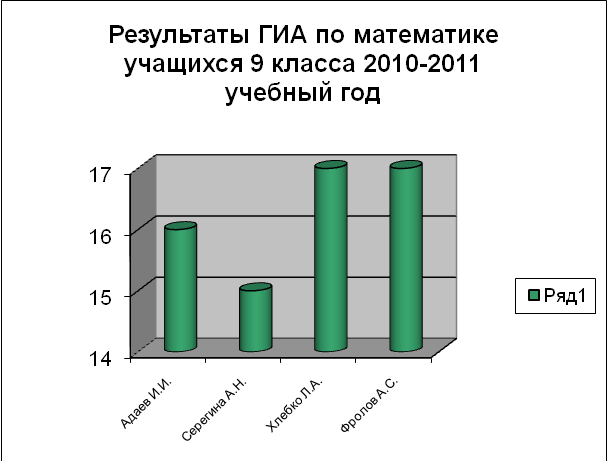 Результаты ГИА по математике
учащихся 9 класса 2010-2011
учебный год
17
16
15
14
Адаев И.И.
Серегина А.Н.
Хлебко Л.А.
Фролов А.С.
Ряд1